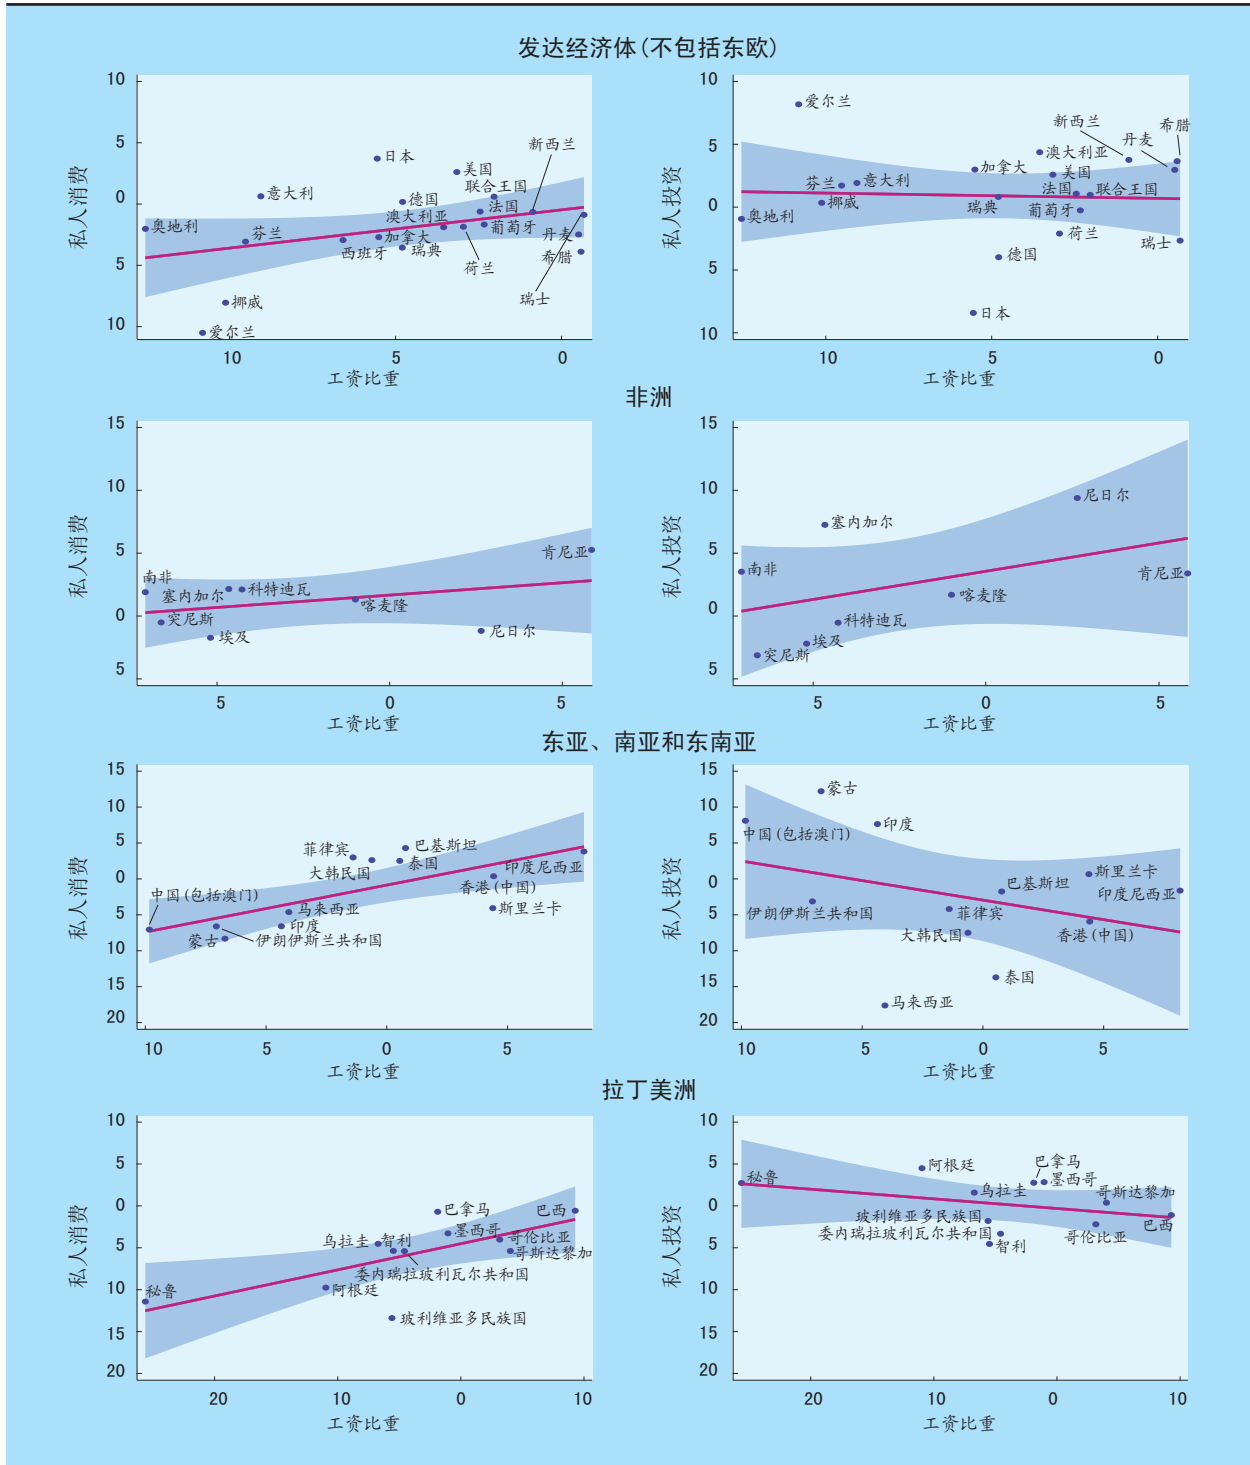 发达经济体(不包括东欧)
10
5
0
5
10
私人消费
日本
美国
新西兰
意大利
德国
联合王国
法国
奥地利
澳大利亚
芬兰
加拿大
葡萄牙
丹麦
西班牙
瑞典
荷兰
希腊
挪威
瑞士
爱尔兰
10
5
0
工资比重
10
5
0
5
10
私人投资
爱尔兰
新西兰
丹麦
希腊
澳大利亚
加拿大
美国
芬兰
意大利
法国
联合王国
挪威
瑞典
葡萄牙
奥地利
荷兰
瑞士
德国
日本
10
5
0
工资比重
非洲
15
10
5
0
5
私人消费
肯尼亚
南非
塞内加尔
科特迪瓦
喀麦隆
突尼斯
埃及
尼日尔
5
0
5
工资比重
15
10
5
0
5
私人投资
尼日尔
塞内加尔
南非
肯尼亚
喀麦隆
科特迪瓦
埃及
突尼斯
5
0
5
工资比重
东亚、南亚和东南亚
15
10
5
0
5
10
15
20
私人消费
菲律宾
巴基斯坦
大韩民国
泰国
印度尼西亚
香港(中国)
中国(包括澳门)
马来西亚
斯里兰卡
印度
蒙古
伊朗伊斯兰共和国
10
5
0
5
工资比重
15
10
5
0
5
10
15
20
私人投资
蒙古
中国(包括澳门)
印度
斯里兰卡
巴基斯坦
印度尼西亚
伊朗伊斯兰共和国
菲律宾
大韩民国
香港(中国)
泰国
马来西亚
10
5
0
5
工资比重
拉丁美洲
10
5
0
5
10
15
20
私人消费
巴拿马
巴西
墨西哥
乌拉圭
智利
哥伦比亚
哥斯达黎加
委内瑞拉玻利瓦尔共和国
秘鲁
阿根廷
玻利维亚多民族国
20
10
0
10
工资比重
10
5
0
5
10
15
20
私人投资
阿根廷
巴拿马
墨西哥
秘鲁
乌拉圭
哥斯达黎加
玻利维亚多民族国
巴西
委内瑞拉玻利瓦尔共和国
哥伦比亚
智利
20
10
0
10
工资比重